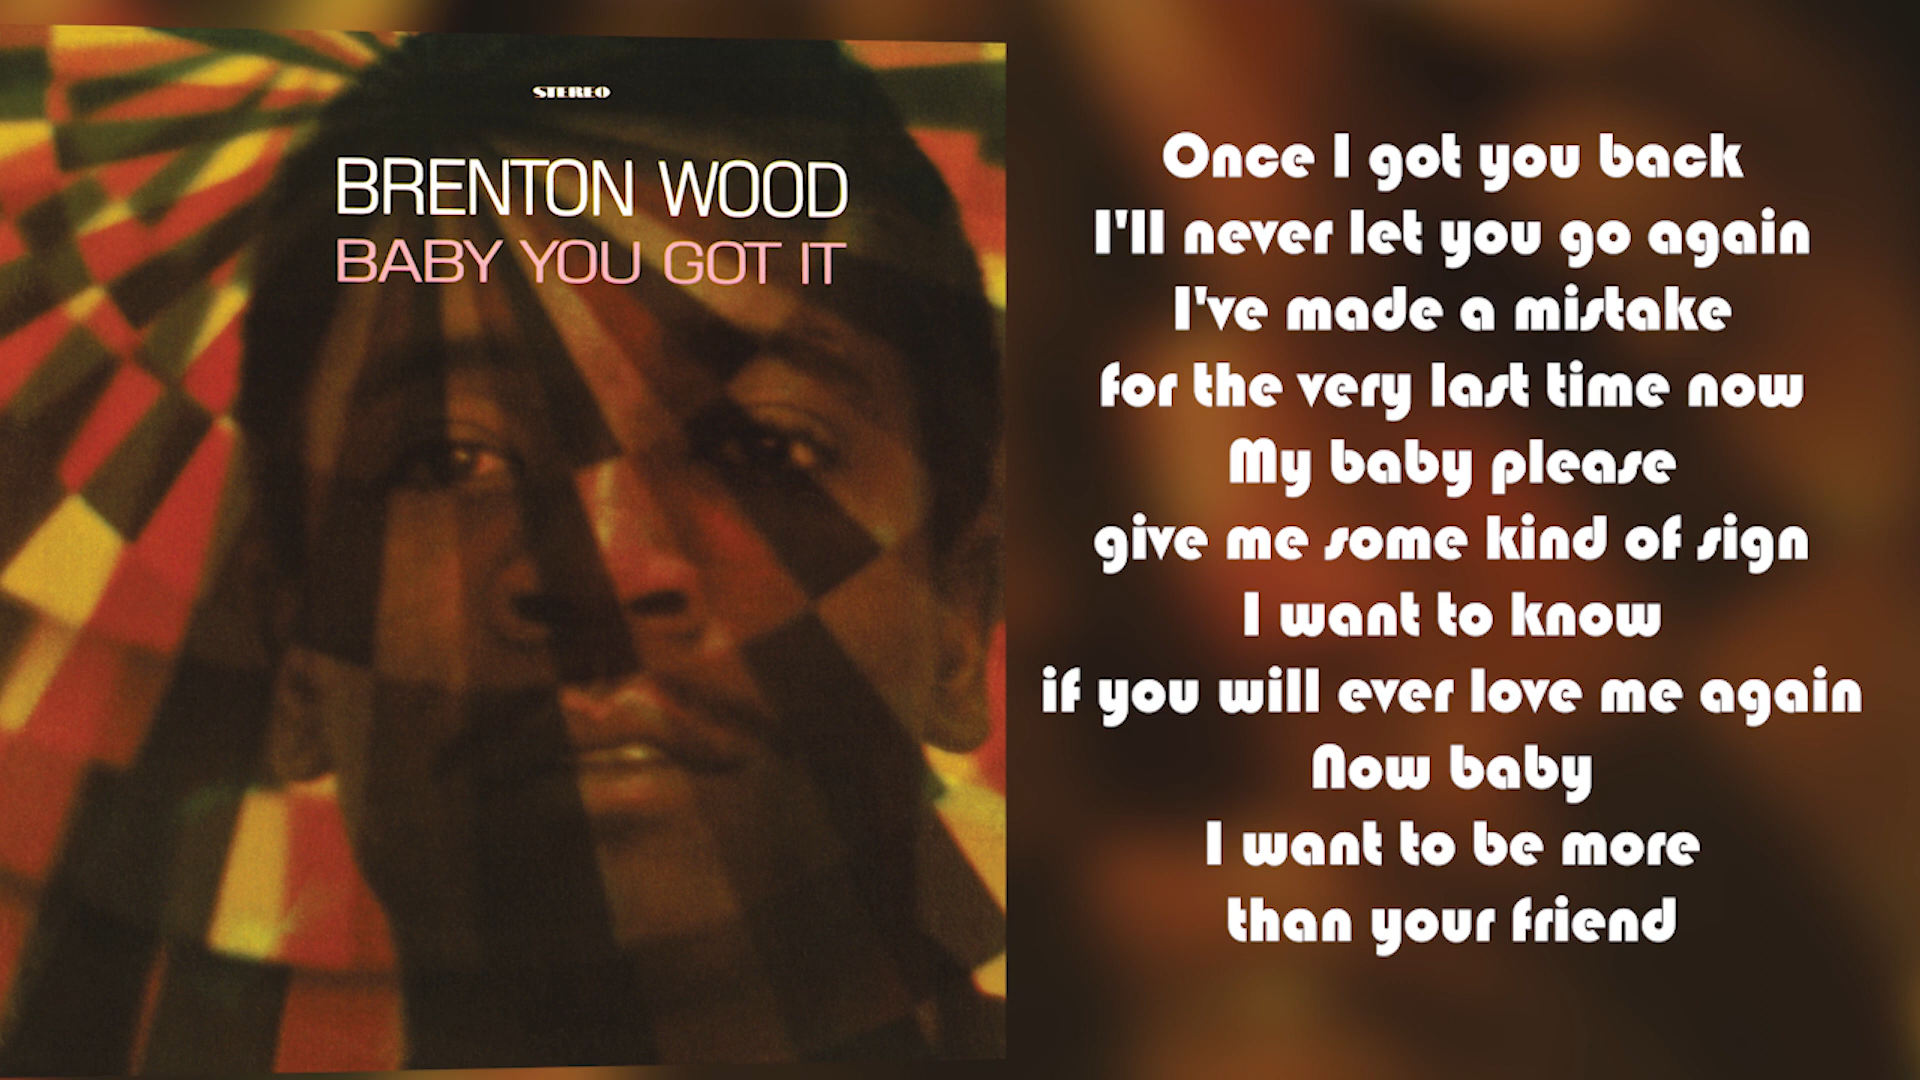 STEREO
BRENTON WOOD
BABY YOU GOT IT
Once I got you back
I'll never let you go again
I've made a mistake
for the very last time now
My baby please
give me some kind of sign
I want to know
if you will ever love me again
Now baby
I want to be more
than your friend